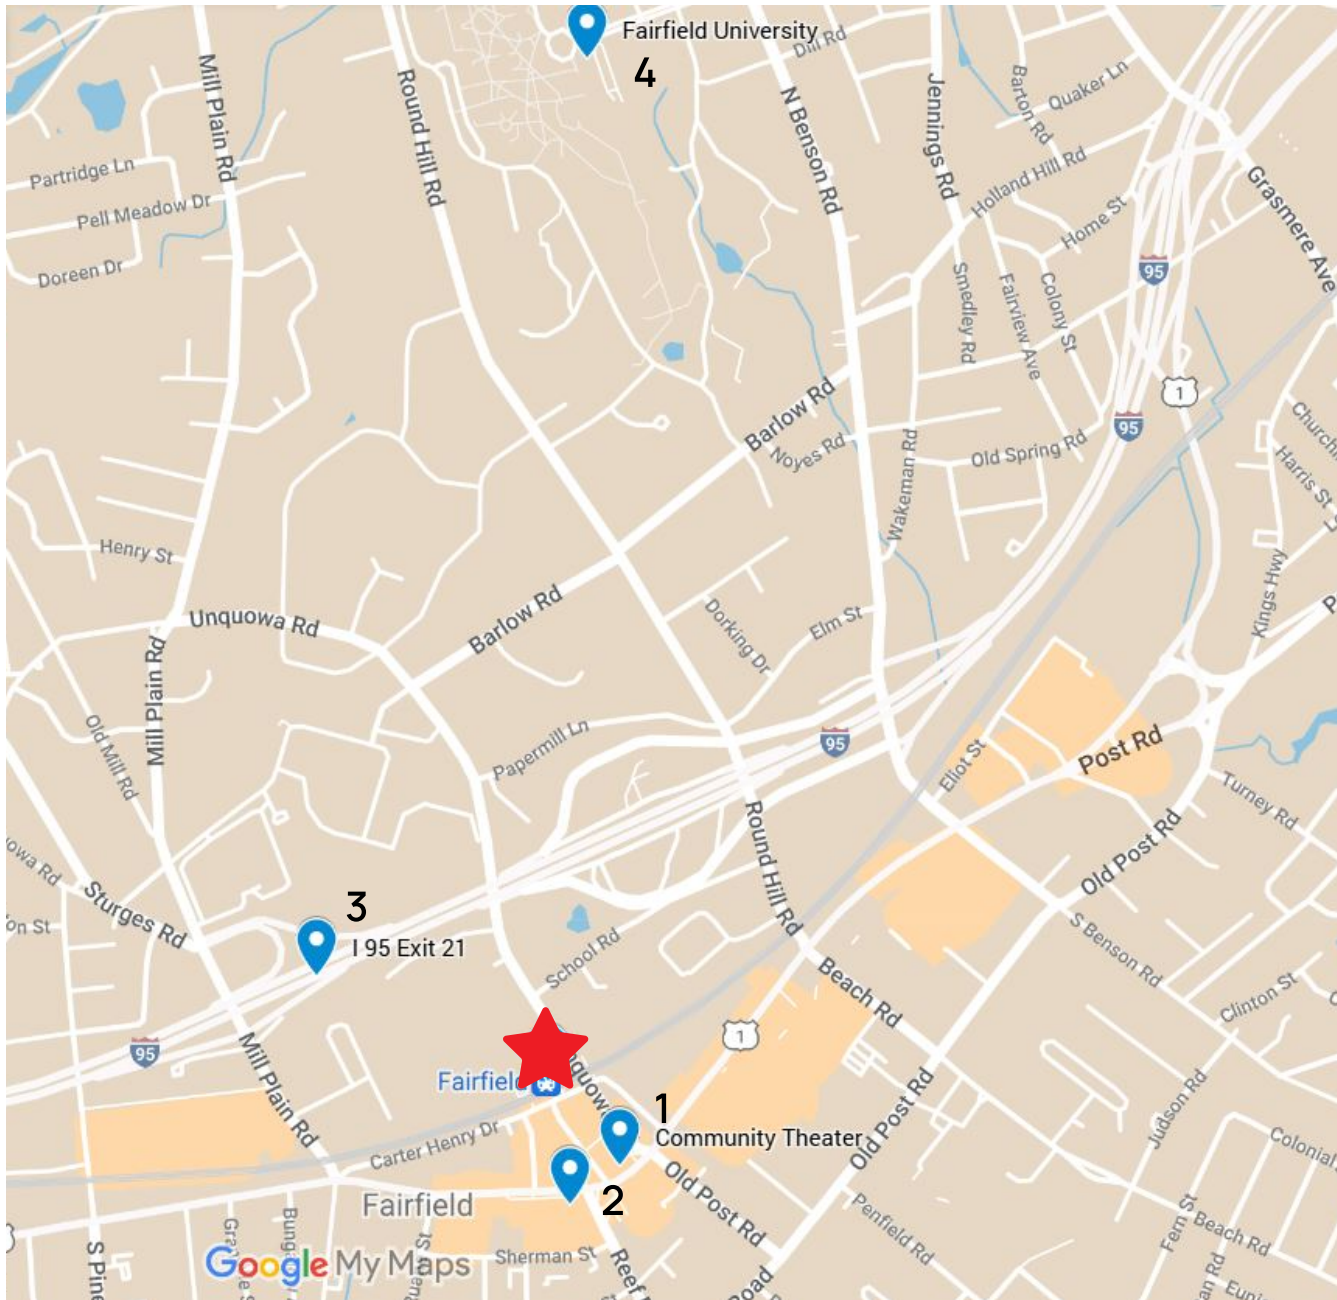 Fairfield University
4
Dill Rd
Mill Plain Rd
Round Hill Rd
N Benson Rd
Jennings Rd
Barton Rd
Quaker Ln
Partridge Ln
Pell Meadow Dr
Doreen Dr
Holland Hill Rd
Home St
Grasmere Ave
95
Smedley Rd
Fairview Ave
Colony St
1
95
Barlow Rd
Noyes Rd
Wakeman Rd
Old Spring Rd
Harris St
Henry St
Unquowa Rd
Barlow Rd
Dorking Dr
Elm St
Kings Hwy
Mill Plain Rd
Old Mill Rd
Papermill Ln
95
Eliot St
Post Rd
Turney Rd
Old Post Rd
Round Hill Rd
owa Rd
Sturges Rd
on St
3
I 95 Exit 21
School Rd
S Benson Rd
Clinton St
Beach Rd
1
95
Mill Plain Rd
Fairfield
1
Community Theater
Old Post Rd
Judson Rd
Colonial
Carter Henry Dr
2
Fairfield
Old Post Rd
Penfield Rd
Fern St
Beach Rd
S Pine
Sherman St
Reef
Google My Maps